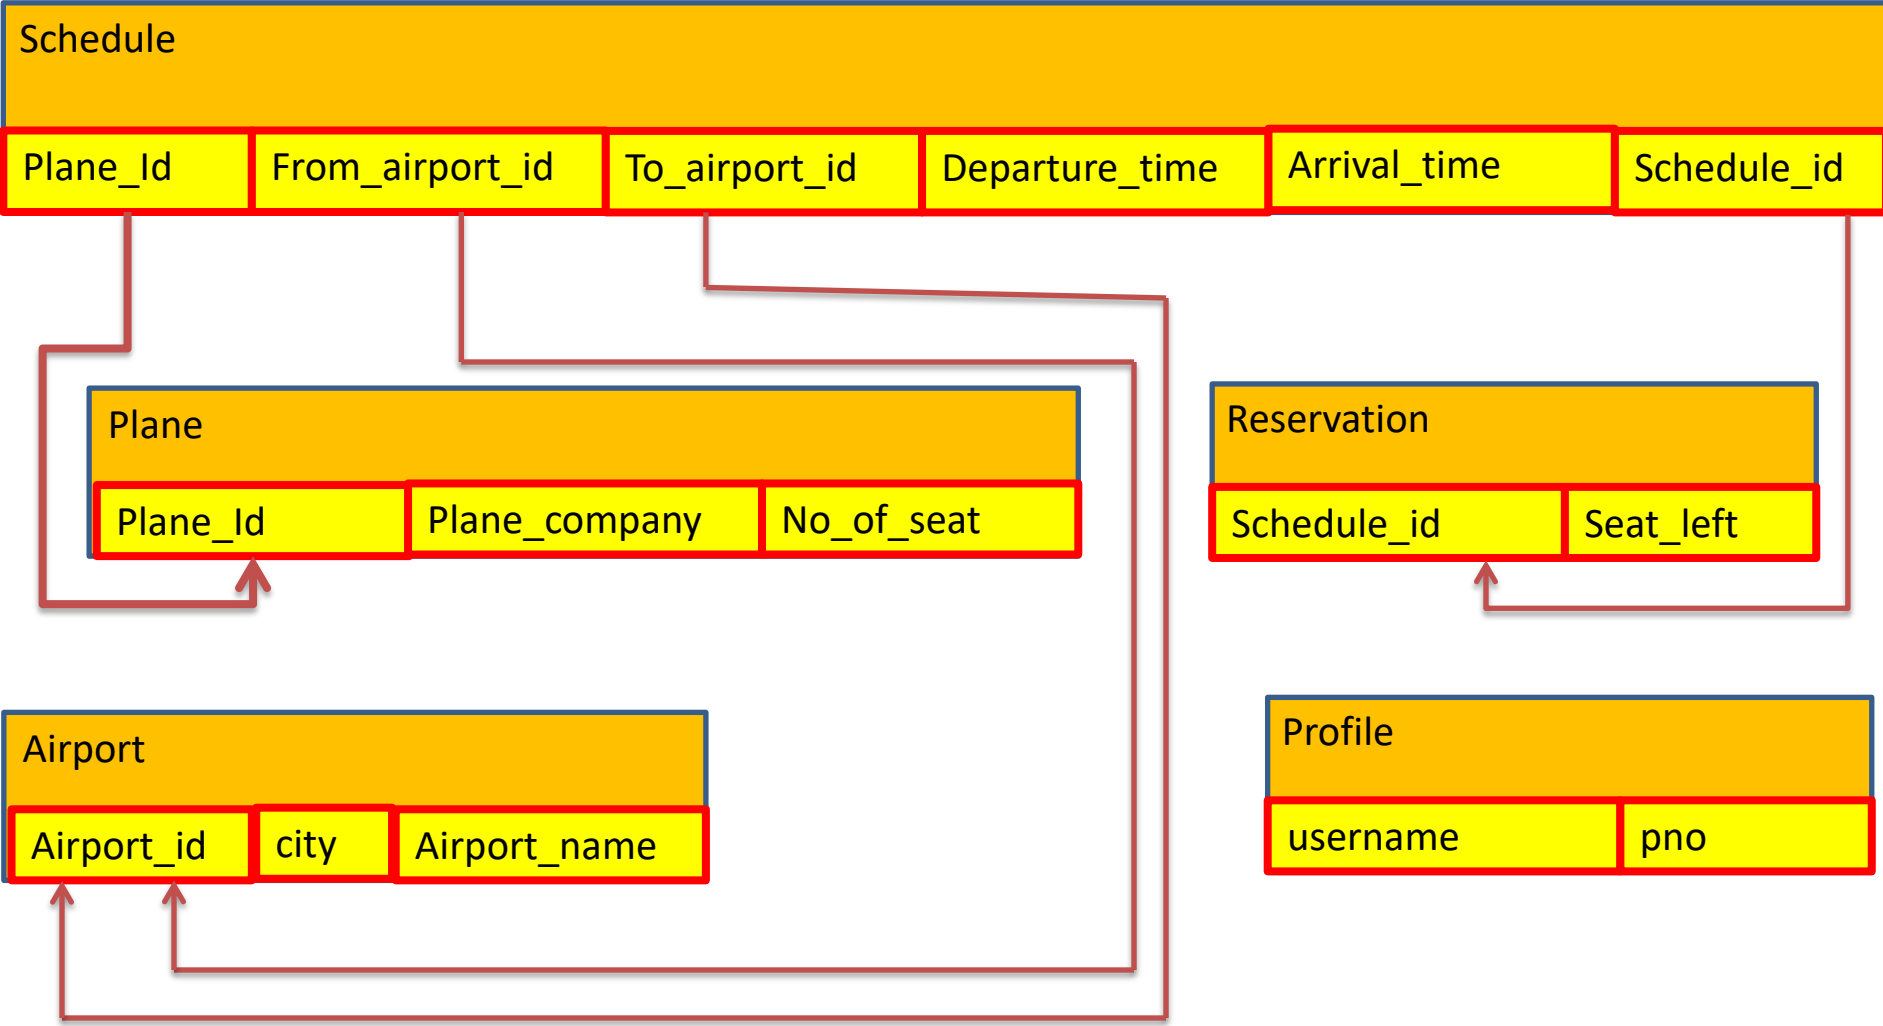 Schedule
Plane_Id From_airport_id To_airport_id Departure_time Arrival_time Schedule_id
Plane
Plane_Id Plane_company No_of_seat
Reservation
Schedule_id Seat_left
Airport
Airport_id city Airport_name
Profile
username pno